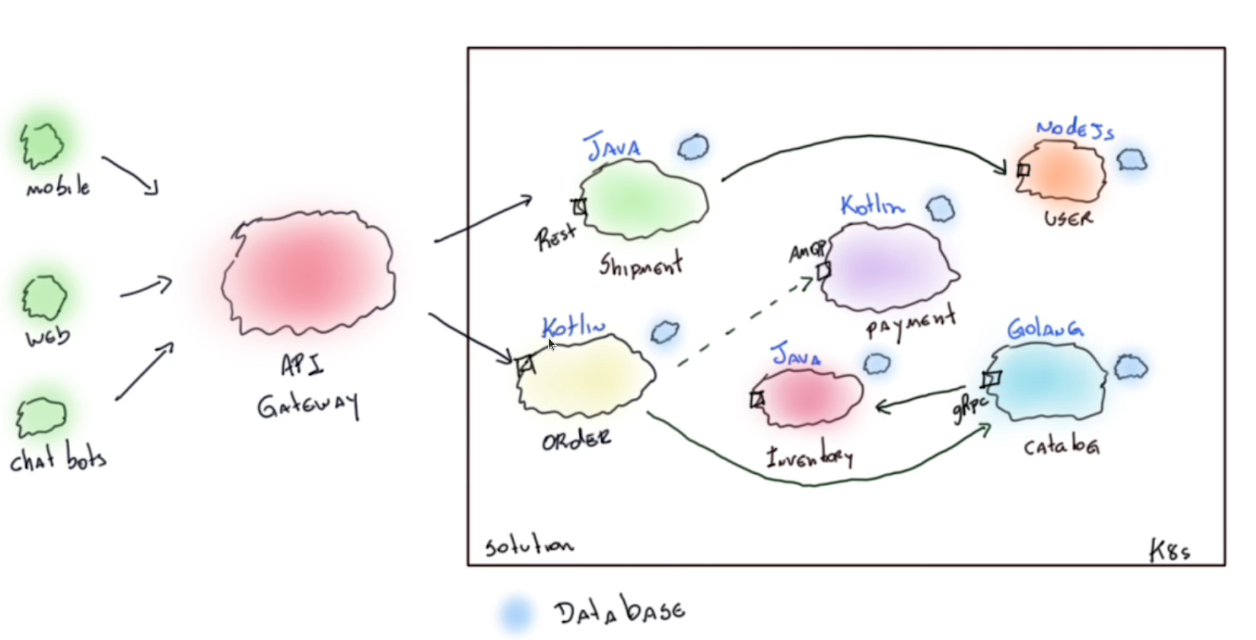 mobile
web
chat bots
API
GATEWAY
JAVA
Rest
Shipment
NodeJs
USER
Kotlin
AMQP
PAYMENT
Kotlin
ORDER
JAVA
Inventory
GOLANG
gRPC
CATALOG
Solution
K8s
DATABASE